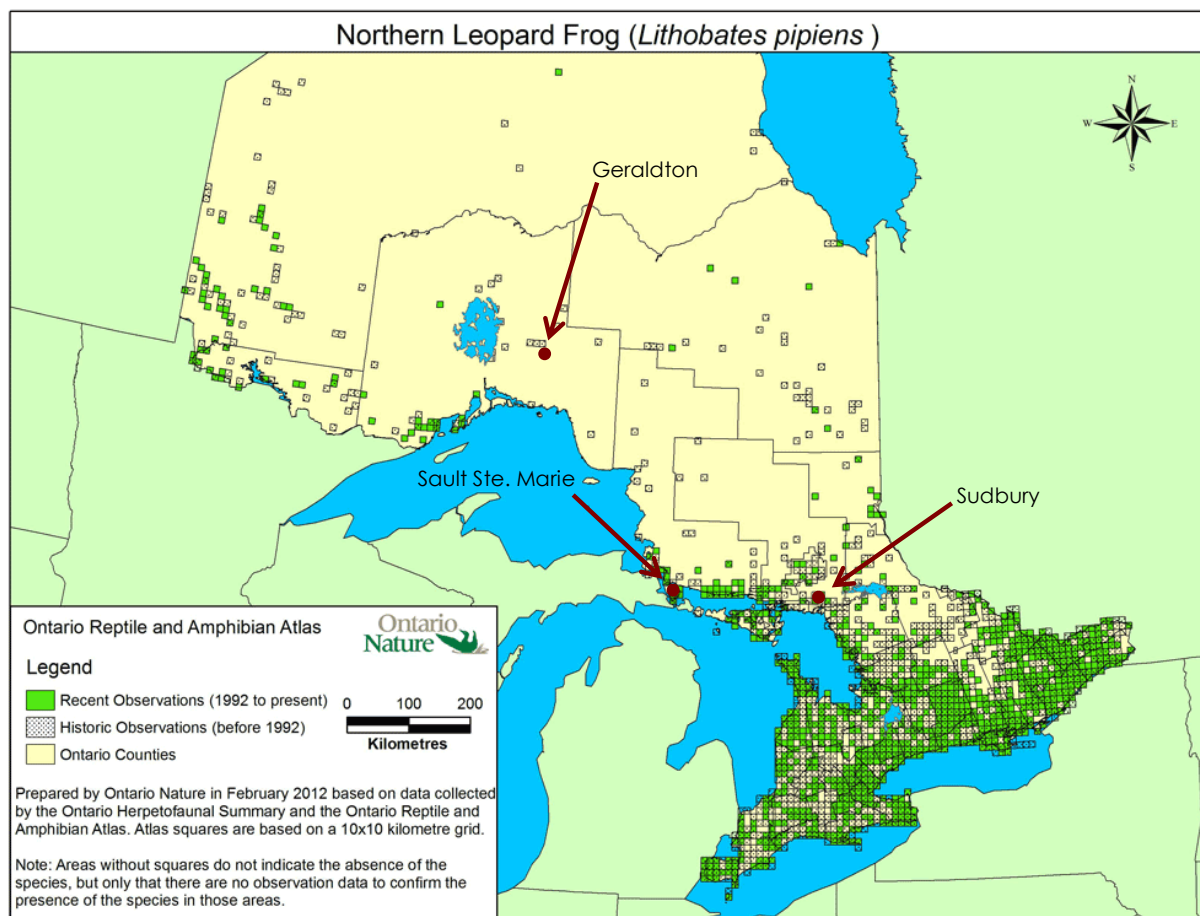 Northern Leopard Frog (Lithobates pipiens )
N
W
E
S
Geraldton
Sault Ste. Marie
Sudbury
Ontario Reptile and Amphibian Atlas
Ontario
Nature
Legend
Recent Observations (1992 to present)
Historic Observations (before 1992)
Ontario Counties
0 100 200
Kilometres
Prepared by Ontario Nature in February 2012 based on data collected
by the Ontario Herpetofaunal Summary and the Ontario Reptile and
Amphibian Atlas. Atlas squares are based on a 10x10 kilometre grid.
Note: Areas without squares do not indicate the absence of the
species, but only that there are no observation data to confirm the
presence of the species in those areas.